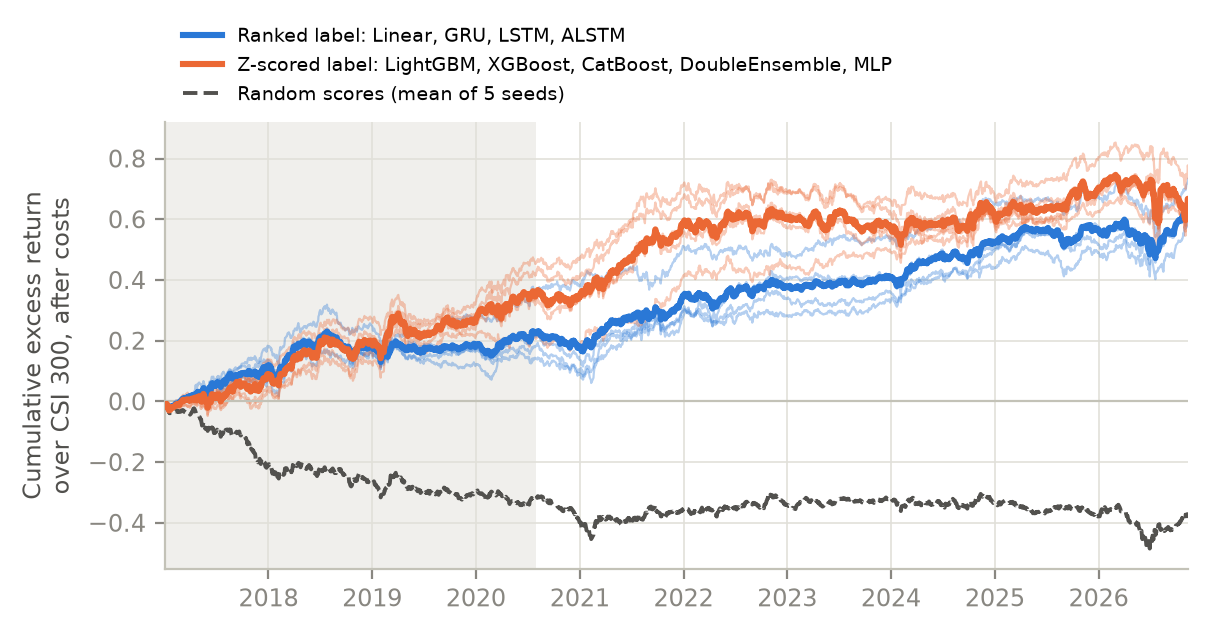 Ranked label: Linear, GRU, LSTM, ALSTM
Z-scored label: LightGBM, XGBoost, CatBoost, DoubleEnsemble, MLP
Random scores (mean of 5 seeds)
Cumulative excess return
over CSI 300, after costs
0.8
0.6
0.4
0.2
0.0
−0.2
−0.4
2018 2019 2020 2021 2022 2023 2024 2025 2026